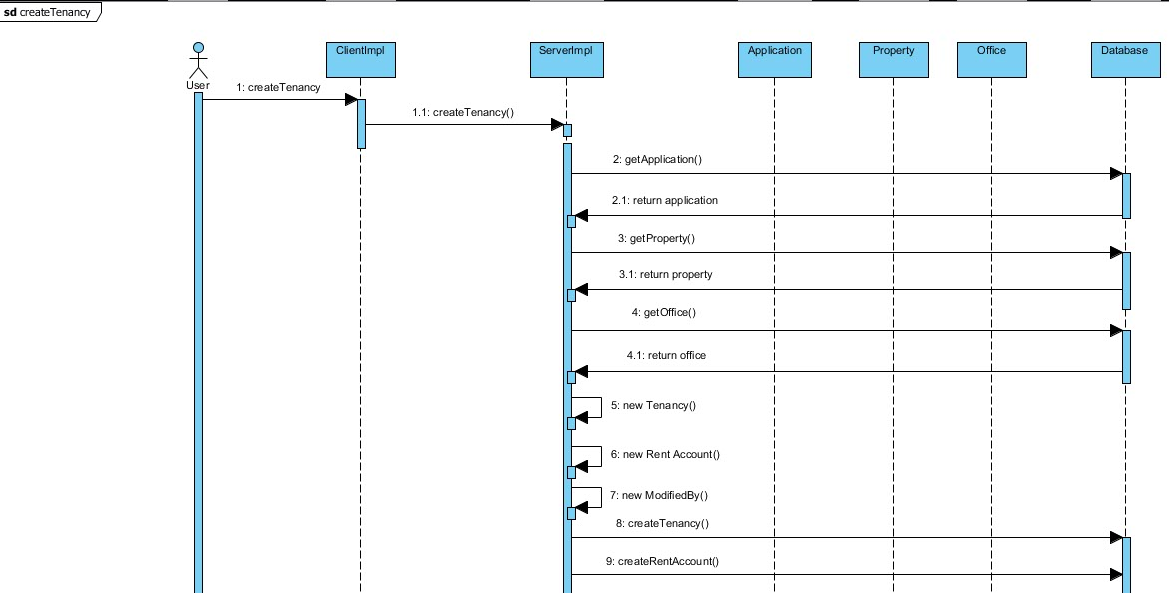 sd createTenancy
ClientImpl
ServerImpl
Application
Property
Office
Database
User
1: createTenancy
1.1: createTenancy()
2: getApplication()
2.1: return application
3: getProperty()
3.1: return property
4: getOffice()
4.1: return office
5: new Tenancy()
6: new Rent Account()
7: new ModifiedBy()
8: createTenancy()
9: createRentAccount()